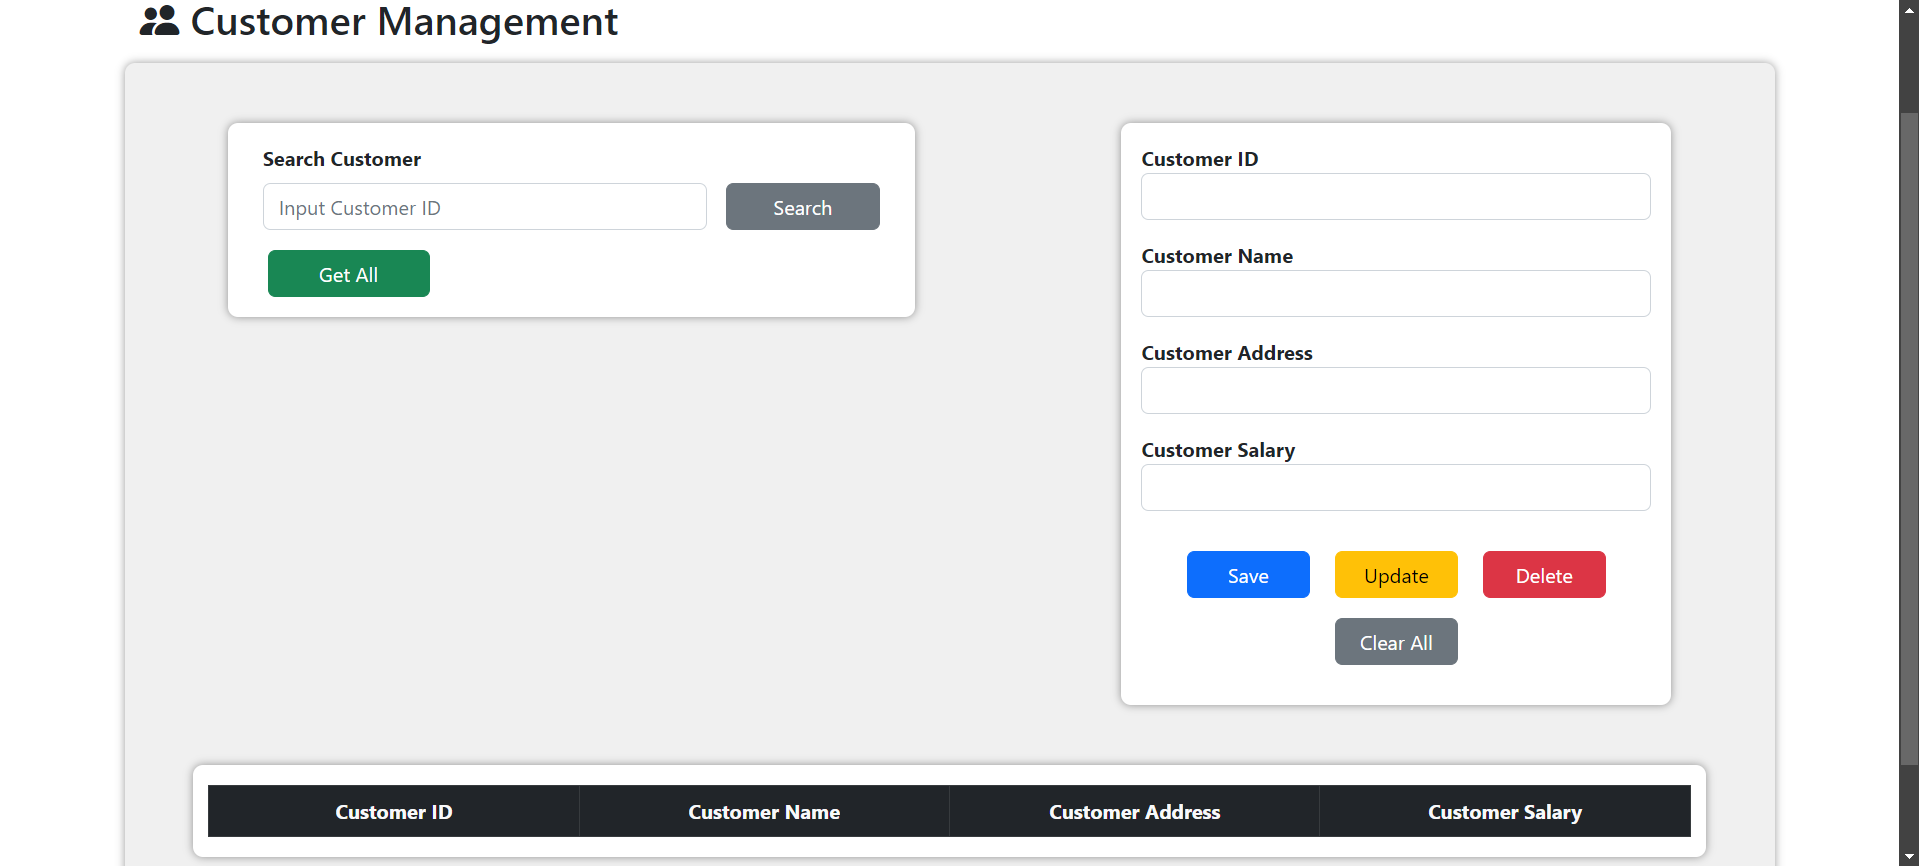 Customer Management
Search Customer
Input Customer ID
Search
Get All
Customer ID
Customer Name
Customer Address
Customer Salary
Save
Update
Delete
Clear All
Customer ID
Customer Name
Customer Address
Customer Salary